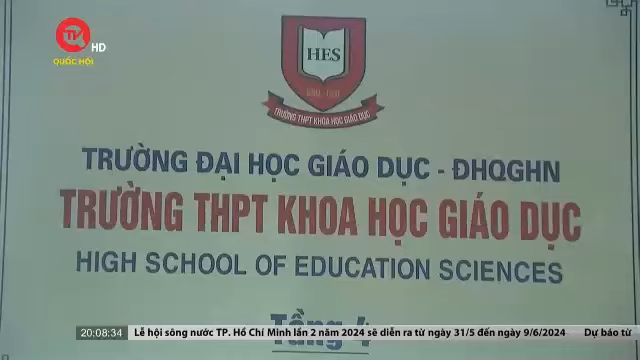 QUỐC HỘI
HD
HES
TRƯỜNG THPT KHOA HỌC GIÁO DỤC
TRƯỜNG ĐẠI HỌC GIÁO DỤC - ĐHQGHN
TRƯỜNG THPT KHOA HỌC GIÁO DỤC
HIGH SCHOOL OF EDUCATION SCIENCES
Tầng 4
20:08:34 Lễ hội sông nước TP. Hồ Chí Minh lần 2 năm 2024 sẽ diễn ra từ ngày 31/5 đến ngày 9/6/2024 Dự báo từ